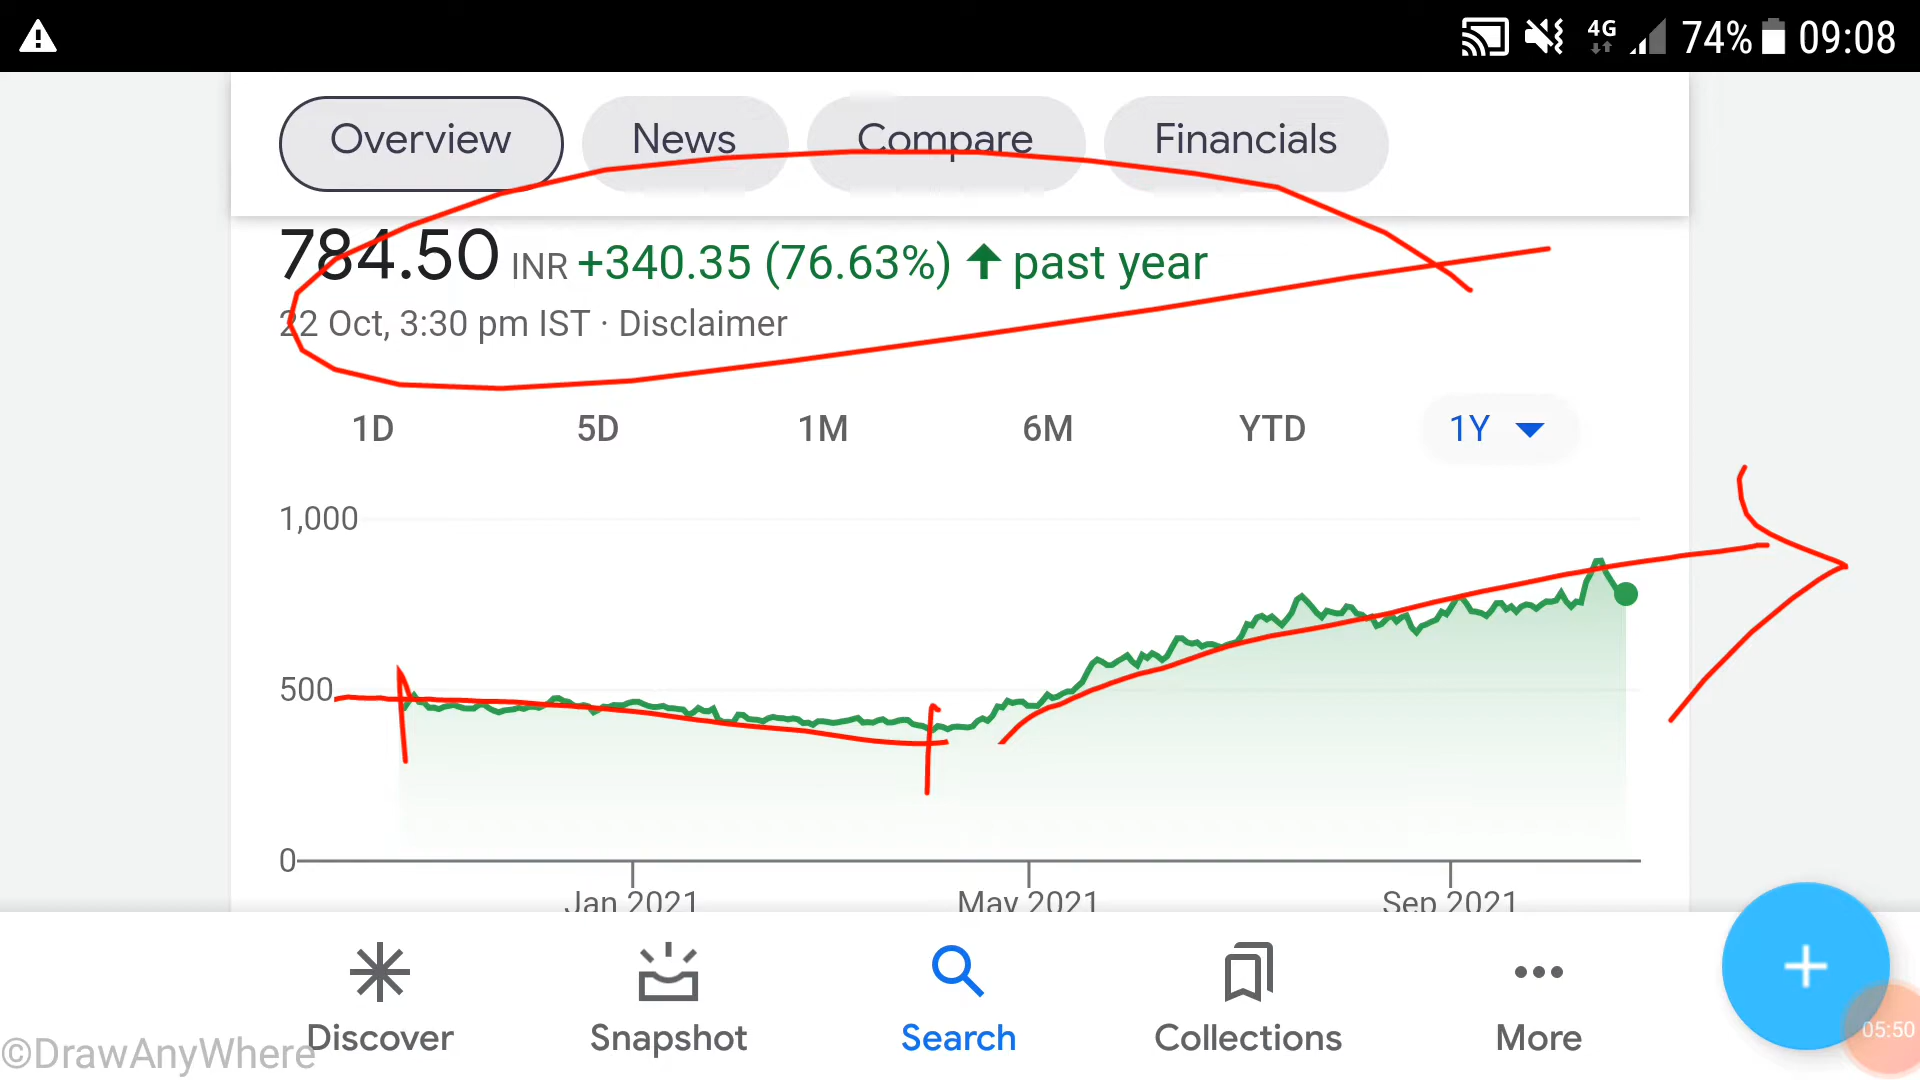 4G 74% 09:08
Overview News Compare Financials
784.50 INR +340.35 (76.63%) ↑ past year
22 Oct, 3:30 pm IST · Disclaimer
1D 5D 1M 6M YTD 1Y
1,000
500
0
Jan 2021 May 2021 Sep 2021
Discover Snapshot Search Collections More
05:50
©DrawAnyWhere